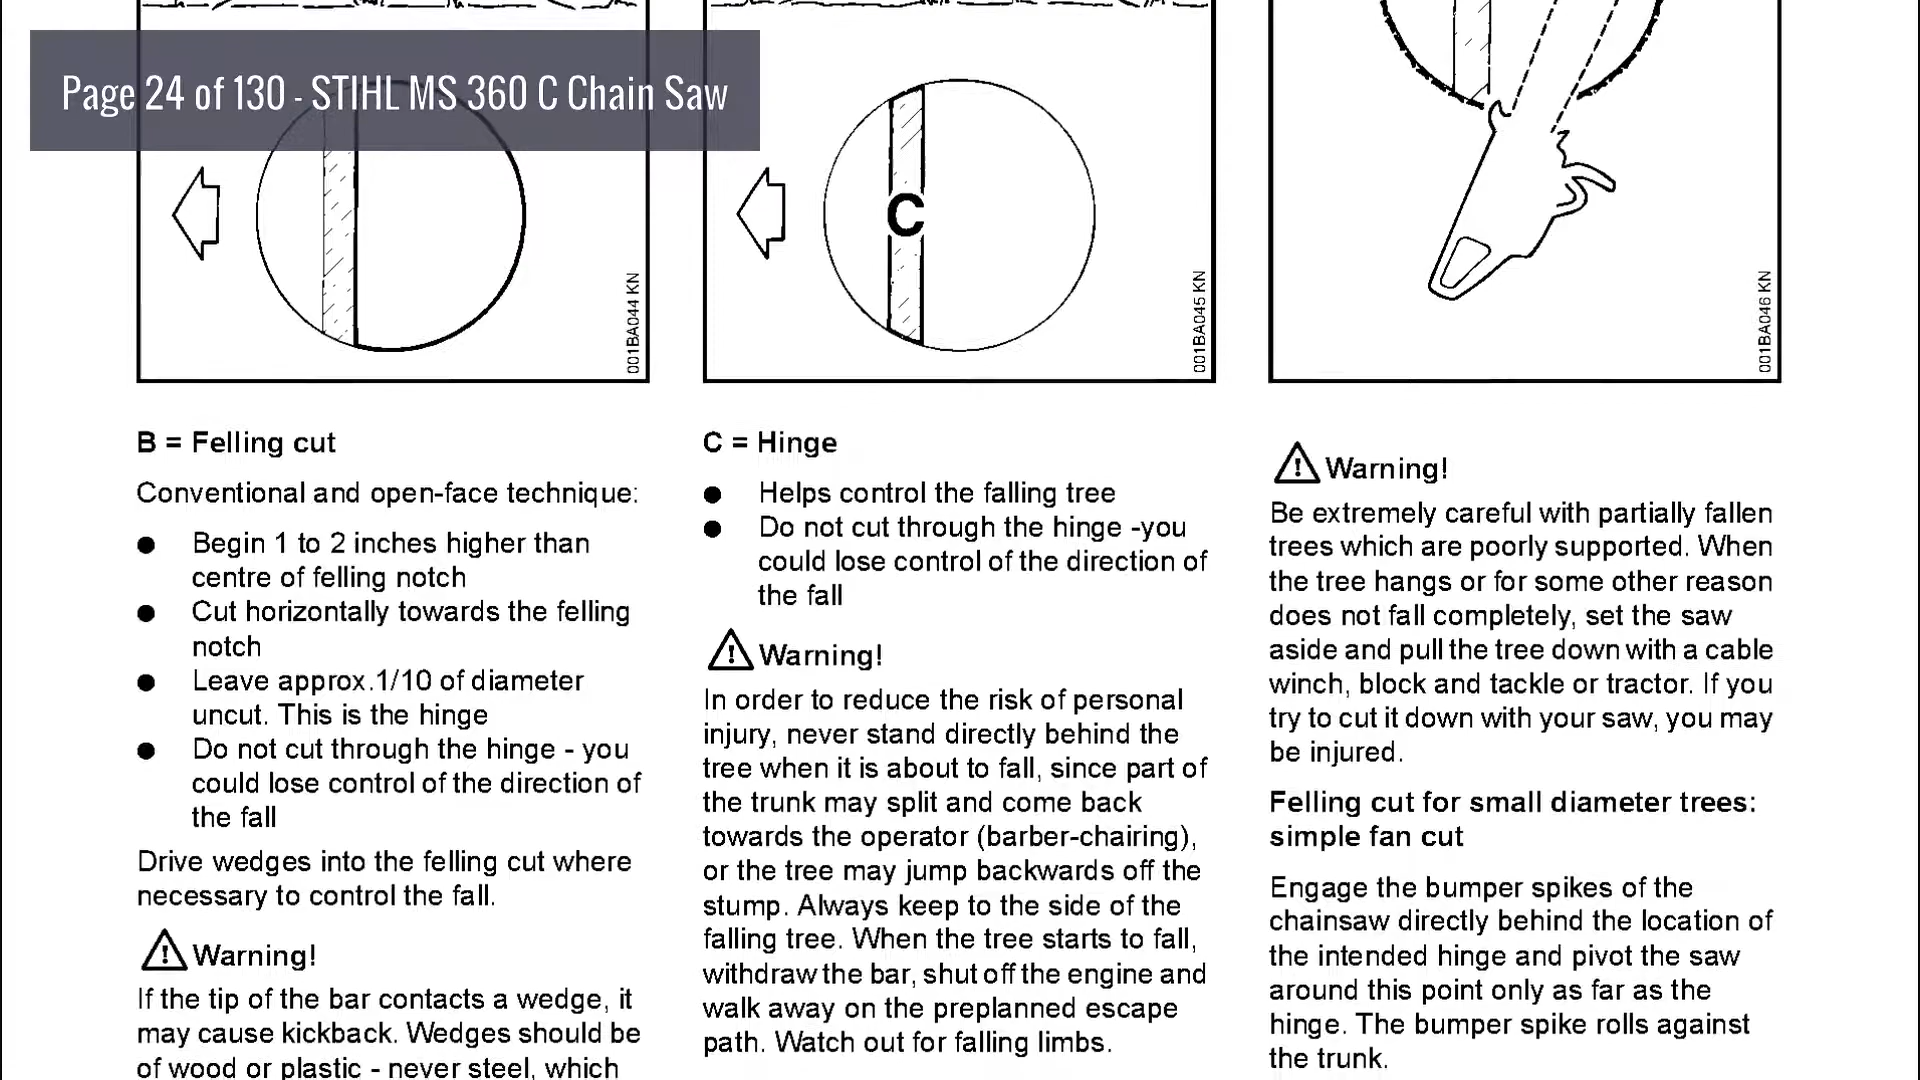 Page 24 of 130 - STIHL MS 360 C Chain Saw
001BA044 KN
B = Felling cut
Conventional and open-face technique:
● Begin 1 to 2 inches higher than
centre of felling notch
● Cut horizontally towards the felling
notch
● Leave approx.1/10 of diameter
uncut. This is the hinge
● Do not cut through the hinge - you
could lose control of the direction of
the fall
Drive wedges into the felling cut where
necessary to control the fall.
Warning!
If the tip of the bar contacts a wedge, it
may cause kickback. Wedges should be
of wood or plastic - never steel, which
C
001BA045 KN
C = Hinge
● Helps control the falling tree
● Do not cut through the hinge -you
could lose control of the direction of
the fall
Warning!
In order to reduce the risk of personal
injury, never stand directly behind the
tree when it is about to fall, since part of
the trunk may split and come back
towards the operator (barber-chairing),
or the tree may jump backwards off the
stump. Always keep to the side of the
falling tree. When the tree starts to fall,
withdraw the bar, shut off the engine and
walk away on the preplanned escape
path. Watch out for falling limbs.
001BA046 KN
Warning!
Be extremely careful with partially fallen
trees which are poorly supported. When
the tree hangs or for some other reason
does not fall completely, set the saw
aside and pull the tree down with a cable
winch, block and tackle or tractor. If you
try to cut it down with your saw, you may
be injured.
Felling cut for small diameter trees:
simple fan cut
Engage the bumper spikes of the
chainsaw directly behind the location of
the intended hinge and pivot the saw
around this point only as far as the
hinge. The bumper spike rolls against
the trunk.